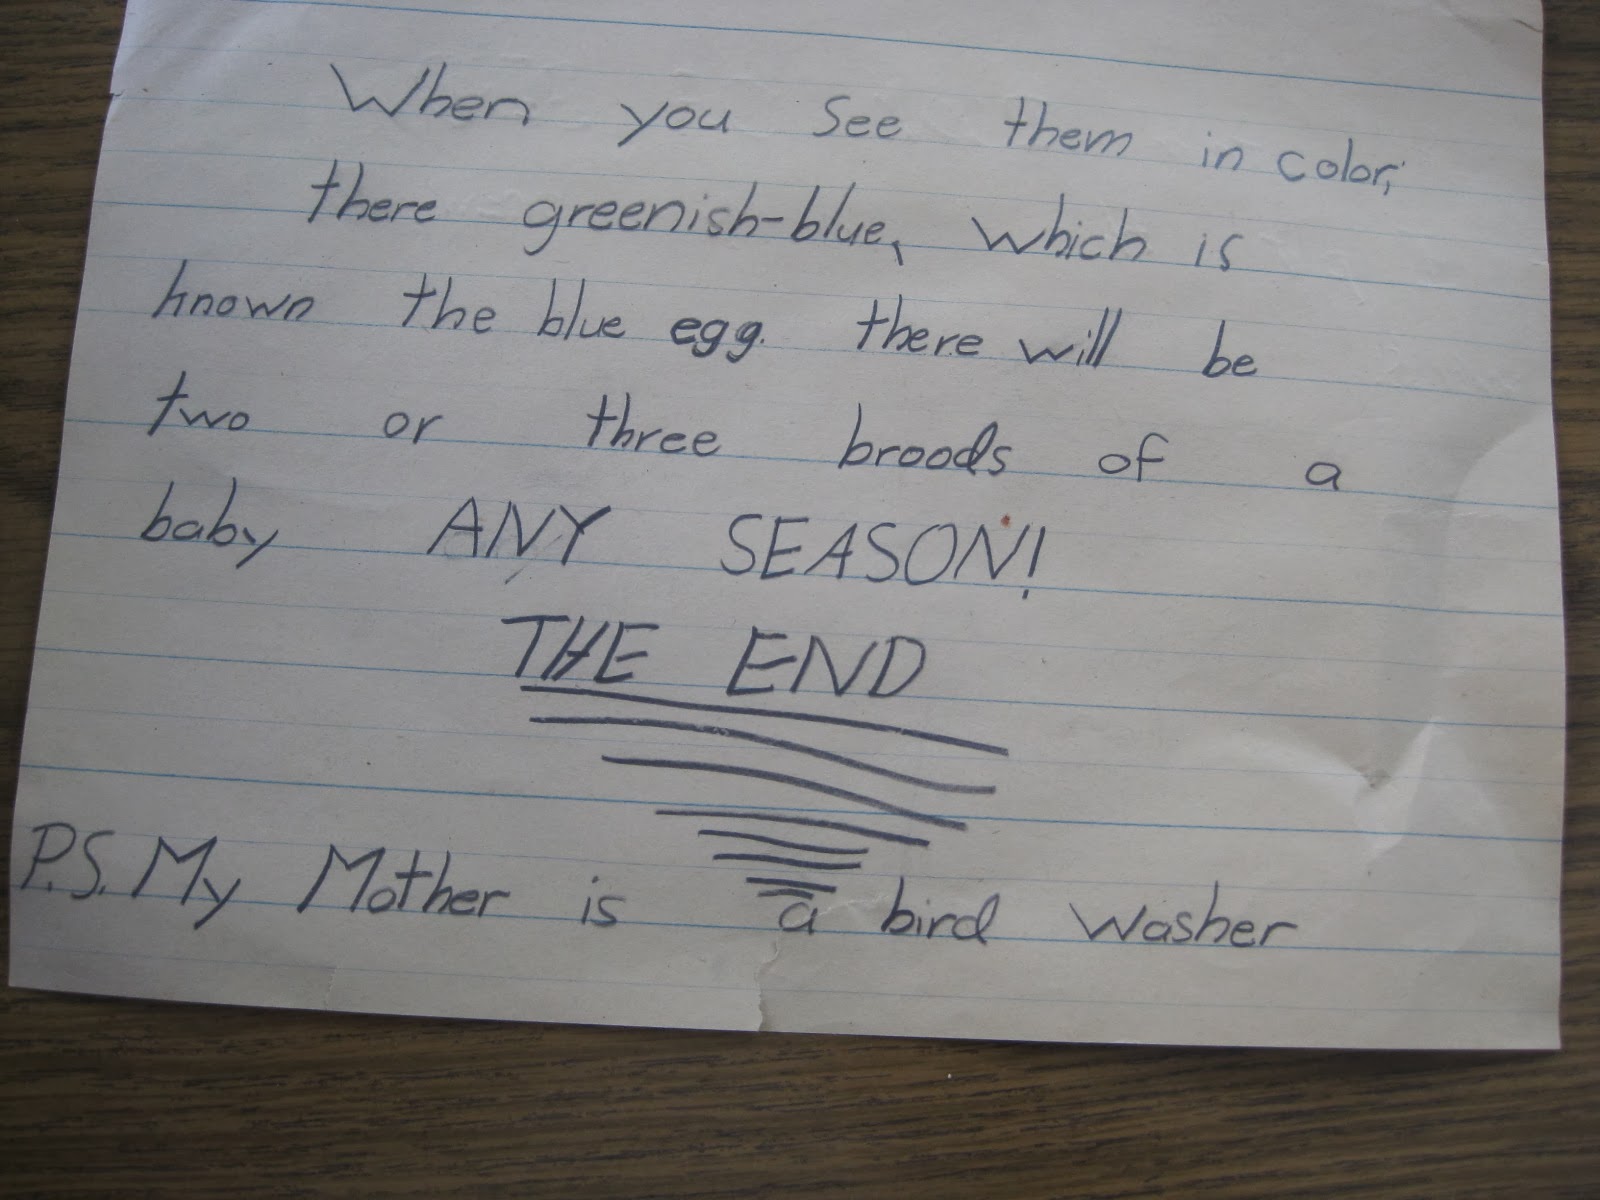 When you see them in color,
there greenish-blue, which is
known the blue egg. there will be
two or three broods of a
baby ANY SEASON!
THE END
P.S. My Mother is a bird washer